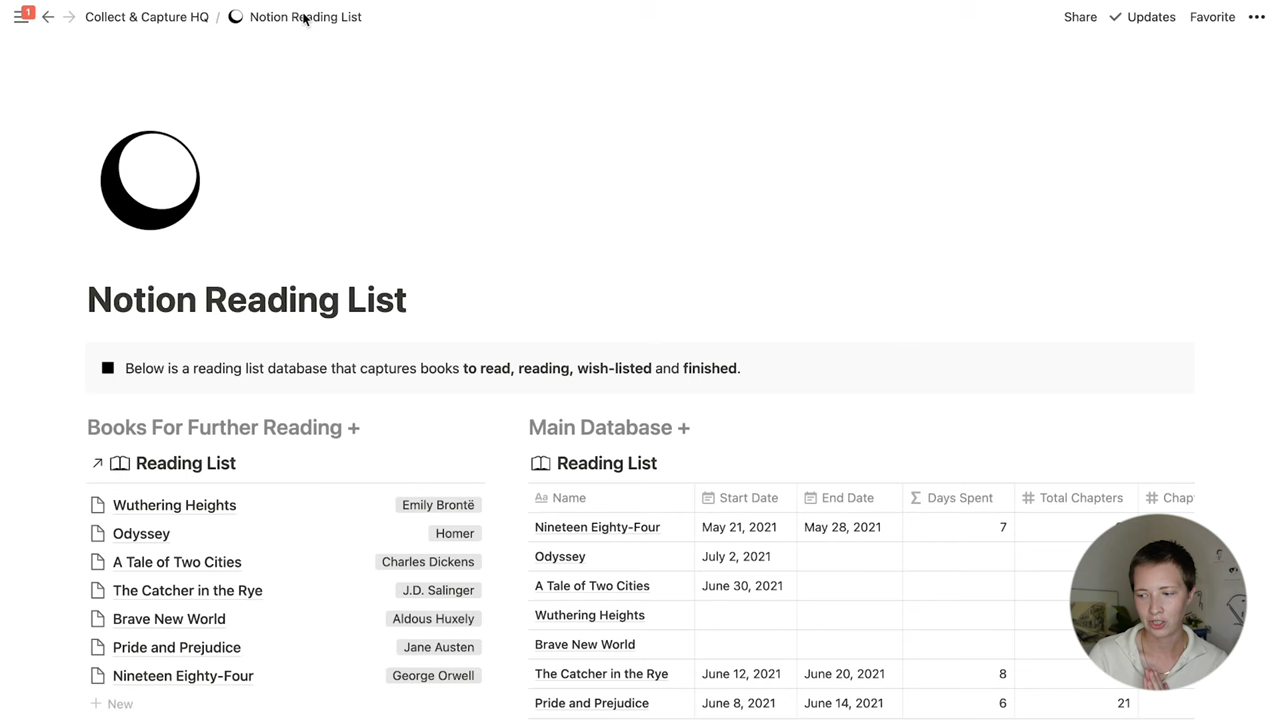 1 Collect & Capture HQ / Notion Reading List Share Updates Favorite
Notion Reading List
Below is a reading list database that captures books to read, reading, wish-listed and finished.
Books For Further Reading +
Reading List
Wuthering Heights Emily Brontë
Odyssey Homer
A Tale of Two Cities Charles Dickens
The Catcher in the Rye J.D. Salinger
Brave New World Aldous Huxely
Pride and Prejudice Jane Austen
Nineteen Eighty-Four George Orwell
+ New
Main Database +
Reading List
Aa Name Start Date End Date Σ Days Spent # Total Chapters # Chap
Nineteen Eighty-Four May 21, 2021 May 28, 2021 7
Odyssey July 2, 2021
A Tale of Two Cities June 30, 2021
Wuthering Heights
Brave New World
The Catcher in the Rye June 12, 2021 June 20, 2021 8
Pride and Prejudice June 8, 2021 June 14, 2021 6 21